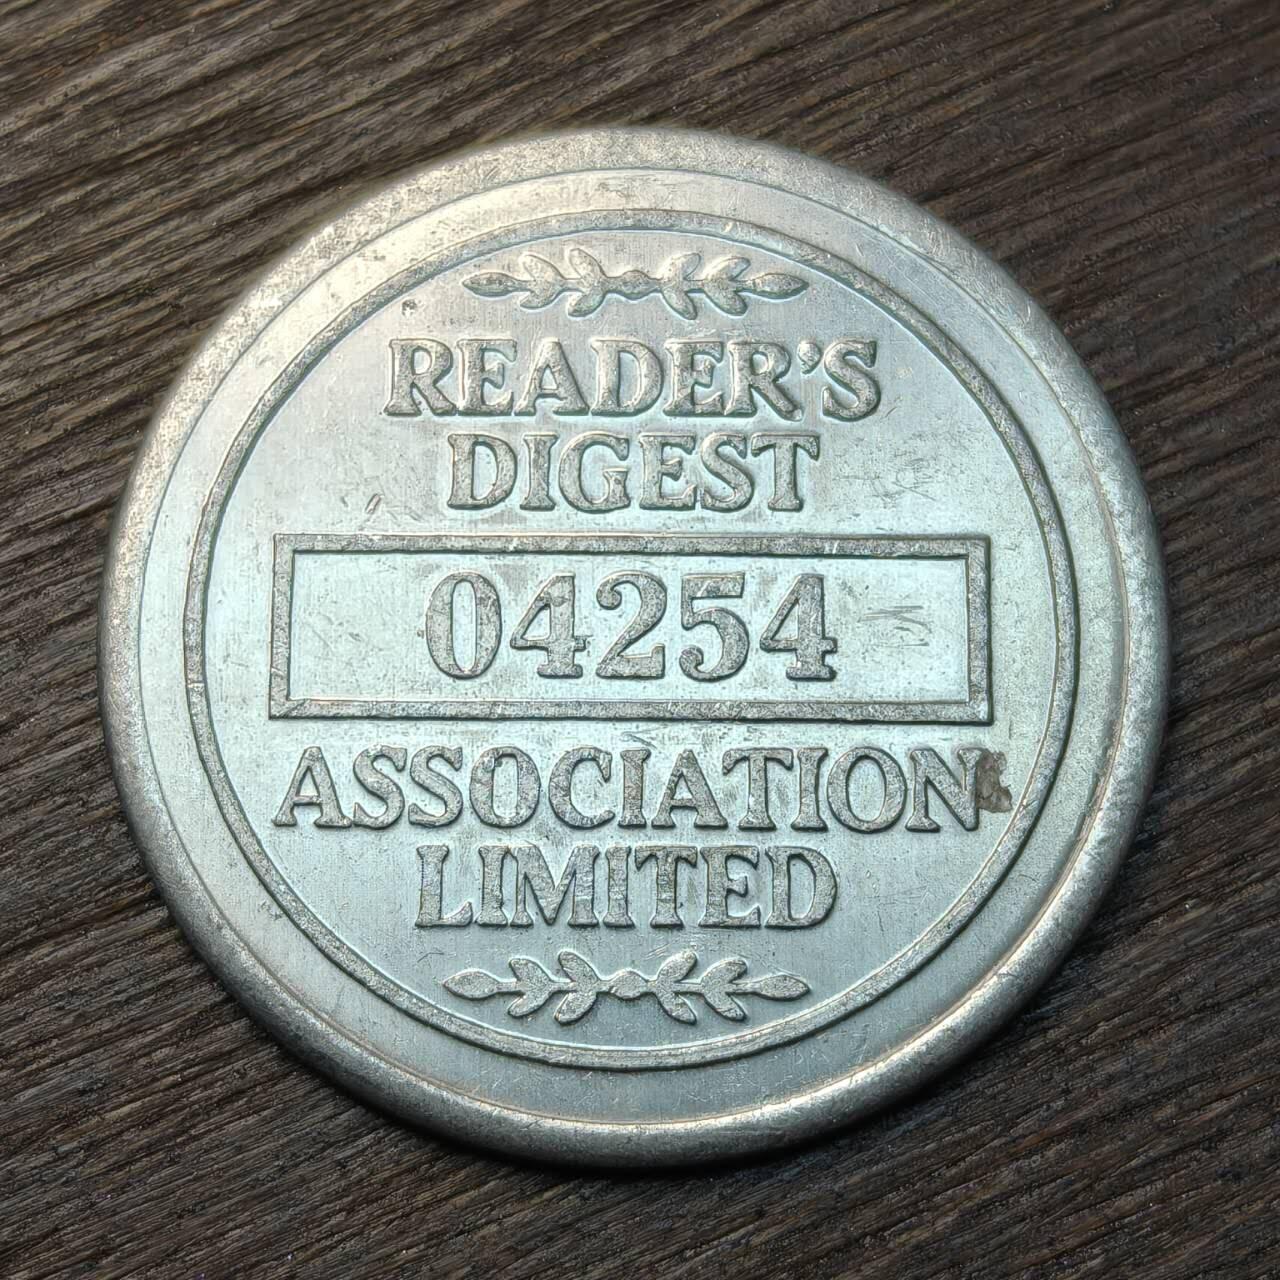 READER'S
DIGEST
04254
ASSOCIATION
LIMITED